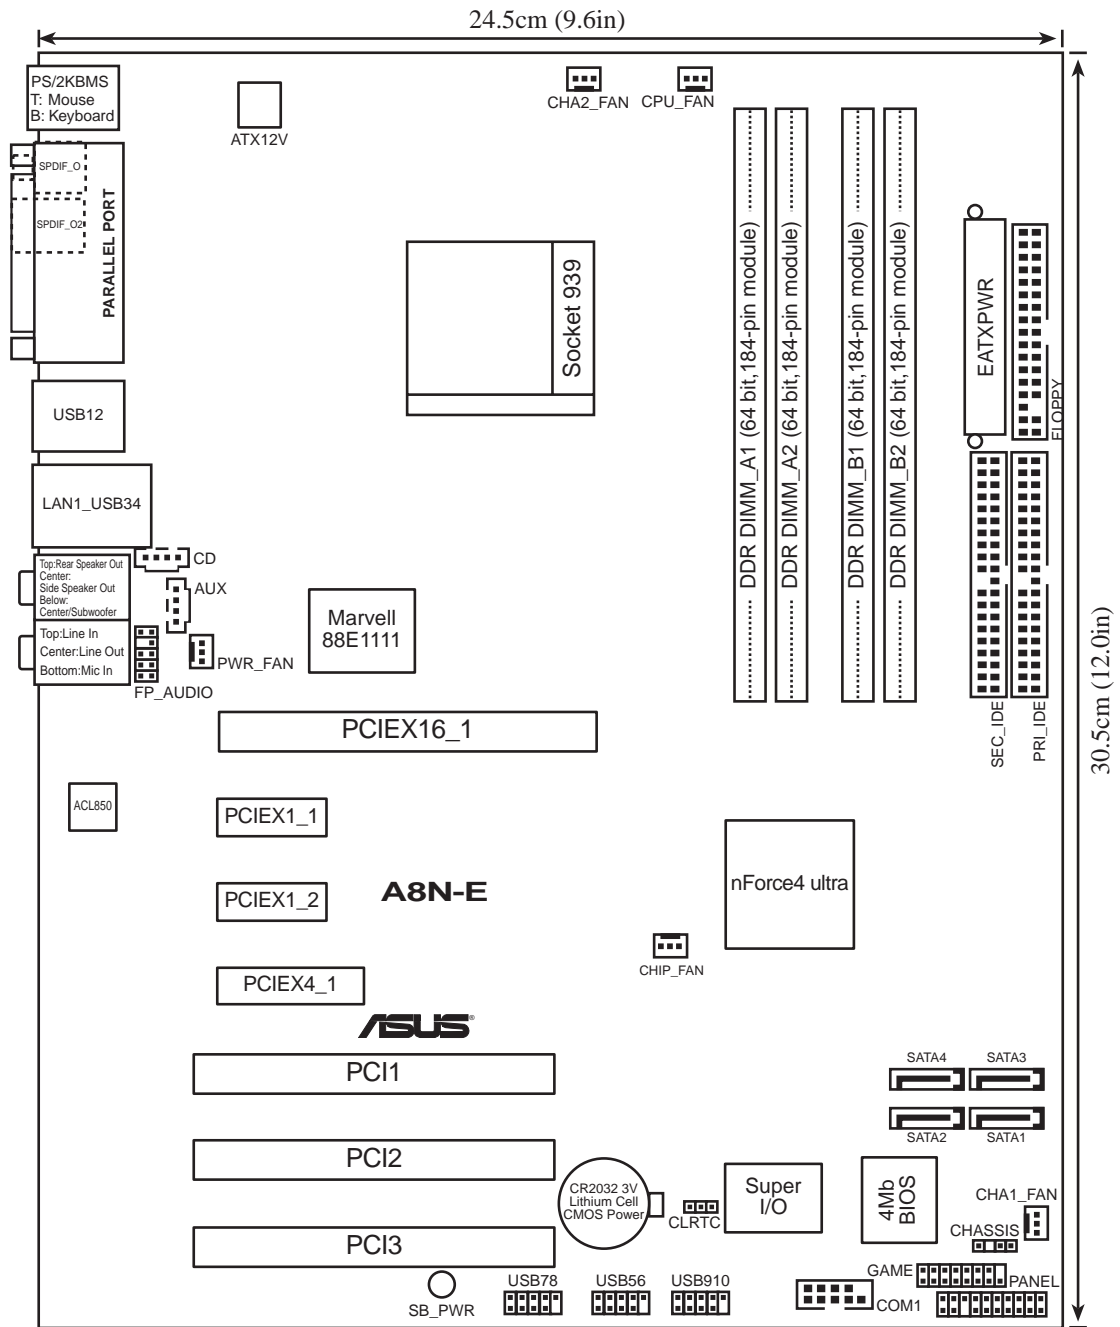 24.5cm (9.6in)
PS/2KBMS
T: Mouse
B: Keyboard
ATX12V
CHA2_FAN
CPU_FAN
SPDIF_O
SPDIF_O2
PARALLEL PORT
Socket 939
DDR DIMM_A1 (64 bit,184-pin module)
DDR DIMM_A2 (64 bit,184-pin module)
DDR DIMM_B1 (64 bit,184-pin module)
DDR DIMM_B2 (64 bit,184-pin module)
EATXPWR
FLOPPY
USB12
LAN1_USB34
CD
Top:Rear Speaker Out
Center:
Side Speaker Out
Below:
Center/Subwoofer
AUX
Top:Line In
Center:Line Out
Bottom:Mic In
FP_AUDIO
PWR_FAN
Marvell
88E1111
SEC_IDE
PRI_IDE
30.5cm (12.0in)
PCIEX16_1
ACL850
PCIEX1_1
PCIEX1_2
A8N-E
nForce4 ultra
CHIP_FAN
PCIEX4_1
ASUS®
PCI1
SATA4
SATA3
SATA2
SATA1
PCI2
CR2032 3V
Lithium Cell
CMOS Power
CLRTC
Super
I/O
4Mb
BIOS
CHA1_FAN
CHASSIS
PCI3
SB_PWR
USB78
USB56
USB910
COM1
GAME
PANEL